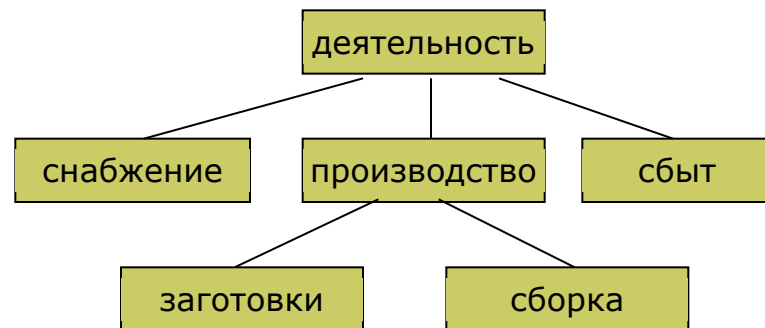 деятельность
снабжение
производство
сбыт
заготовки
сборка